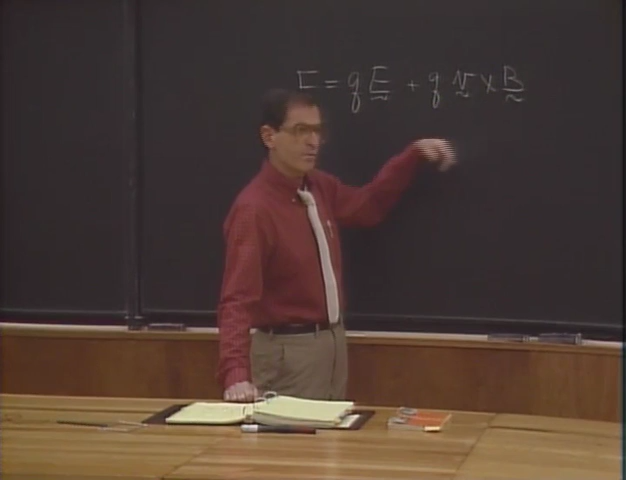 F = q E + q v × B